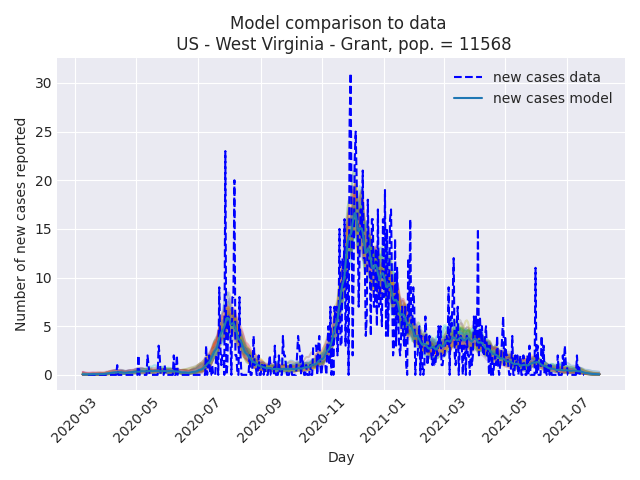 Model comparison to data
US - West Virginia - Grant, pop. = 11568
new cases data
new cases model
Number of new cases reported
30
25
20
15
10
5
0
2020-03
2020-05
2020-07
2020-09
2020-11
2021-01
2021-03
2021-05
2021-07
Day